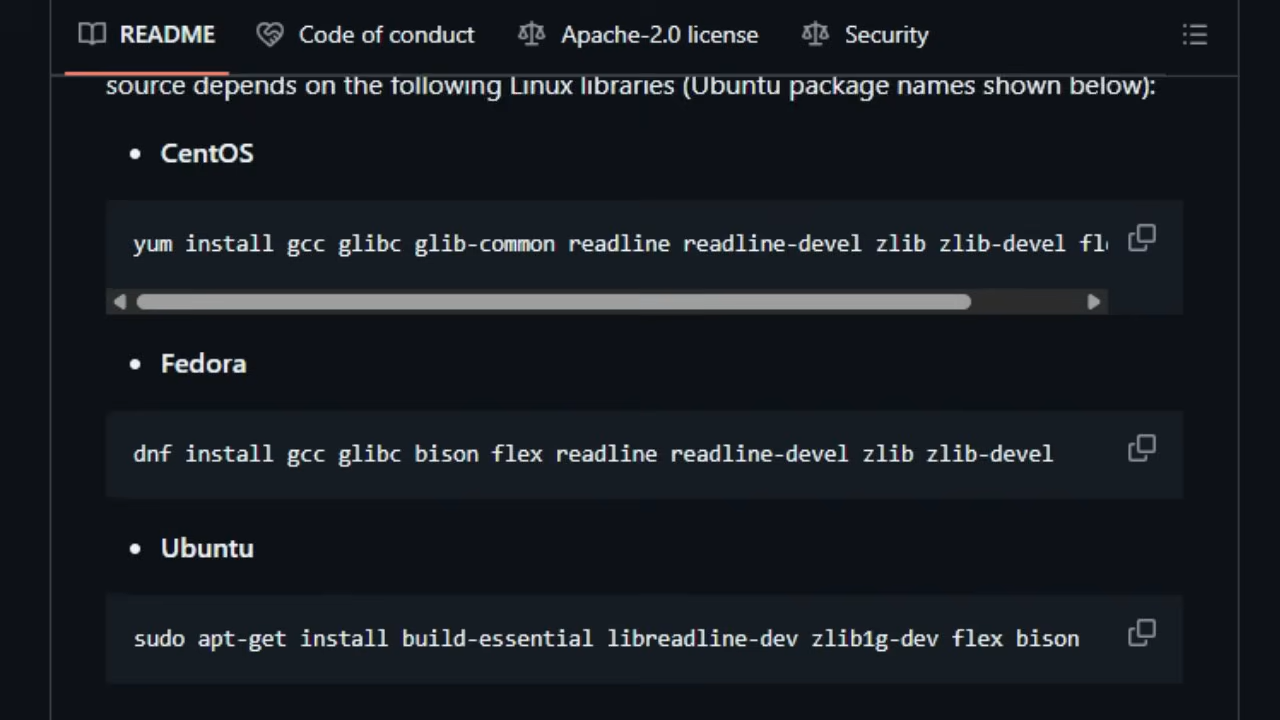 README Code of conduct Apache-2.0 license Security
source depends on the following Linux libraries (Ubuntu package names shown below):
• CentOS
yum install gcc glibc glib-common readline readline-devel zlib zlib-devel
• Fedora
dnf install gcc glibc bison flex readline readline-devel zlib zlib-devel
• Ubuntu
sudo apt-get install build-essential libreadline-dev zlib1g-dev flex bison